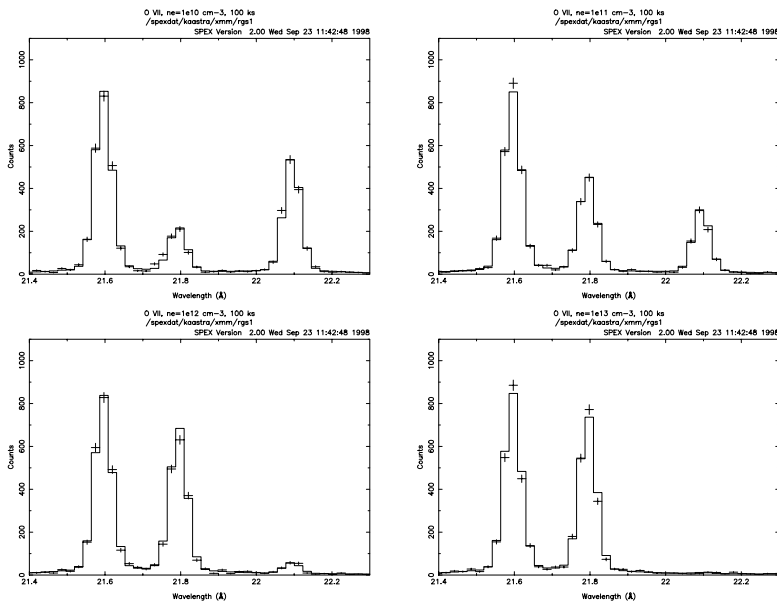 O VII, ne=1e10 cm-3, 100 ks
/spexdat/kaastra/xmm/rgs1
SPEX Version 2.00 Wed Sep 23 11:42:48 1998
Counts
0
200
400
600
800
1000
21.4
21.6
21.8
22
22.2
Wavelength (Å)
O VII, ne=1e11 cm-3, 100 ks
/spexdat/kaastra/xmm/rgs1
SPEX Version 2.00 Wed Sep 23 11:42:48 1998
Counts
0
200
400
600
800
1000
21.4
21.6
21.8
22
22.2
Wavelength (Å)
O VII, ne=1e12 cm-3, 100 ks
/spexdat/kaastra/xmm/rgs1
SPEX Version 2.00 Wed Sep 23 11:42:48 1998
Counts
0
200
400
600
800
1000
21.4
21.6
21.8
22
22.2
Wavelength (Å)
O VII, ne=1e13 cm-3, 100 ks
/spexdat/kaastra/xmm/rgs1
SPEX Version 2.00 Wed Sep 23 11:42:48 1998
Counts
0
200
400
600
800
1000
21.4
21.6
21.8
22
22.2
Wavelength (Å)